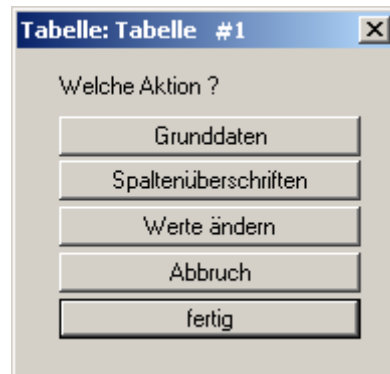 Tabelle: Tabelle #1
Welche Aktion ?
Grunddaten
Spaltenüberschriften
Werte ändern
Abbruch
fertig